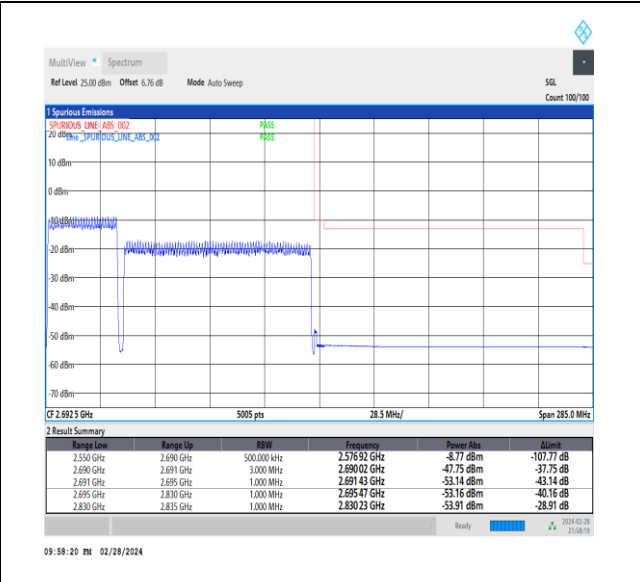 MultiView Spectrum
Ref Level 25.00 dBm Offset 6.76 dB Mode Auto Sweep SGL
Count 100/100
1 Spurious Emissions
SPURIOUS_LINE_ABS_002 PASS
20 dBm
Line _SPURIOUS_LINE_ABS_002 PASS
10 dBm
0 dBm
-10 dBm
-20 dBm
-30 dBm
-40 dBm
-50 dBm
-60 dBm
-70 dBm
CF 2.692 5 GHz 5005 pts 28.5 MHz/ Span 285.0 MHz
2 Result Summary
Range Low Range Up RBW Frequency Power Abs ΔLimit
2.550 GHz 2.690 GHz 500.000 kHz 2.576 92 GHz -8.77 dBm -107.77 dB
2.690 GHz 2.691 GHz 3.000 MHz 2.690 02 GHz -47.75 dBm -37.75 dB
2.691 GHz 2.695 GHz 1.000 MHz 2.691 43 GHz -53.14 dBm -43.14 dB
2.695 GHz 2.830 GHz 1.000 MHz 2.695 47 GHz -53.16 dBm -40.16 dB
2.830 GHz 2.835 GHz 1.000 MHz 2.830 23 GHz -53.91 dBm -28.91 dB
Ready 2024-02-28
21:58:19
09:58:20 PM 02/28/2024